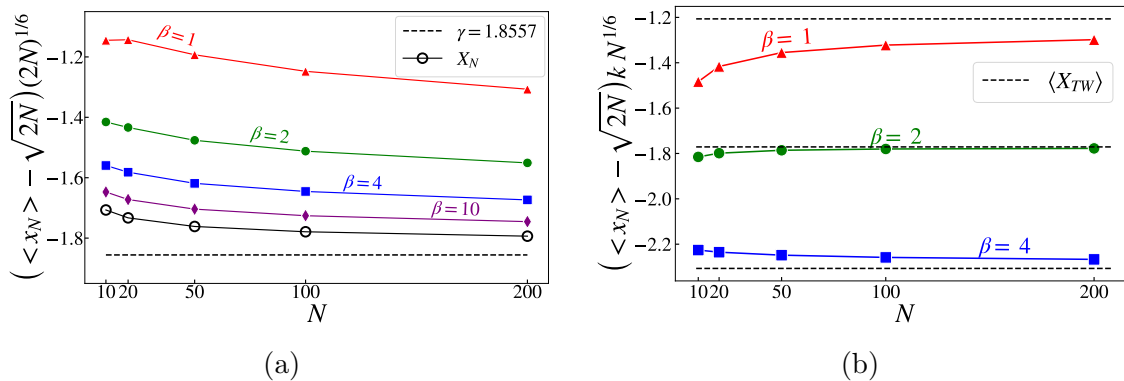 (< x_N > − √2N)(2N)^{1/6}
−1.2
−1.4
−1.6
−1.8
β = 1
β = 2
β = 4
β = 10
γ = 1.8557
X_N
10 20 50 100 200
N
(a)
(< x_N > − √2N) k N^{1/6}
−1.2
−1.4
−1.6
−1.8
−2.0
−2.2
β = 1
⟨X_{TW}⟩
β = 2
β = 4
10 20 50 100 200
N
(b)